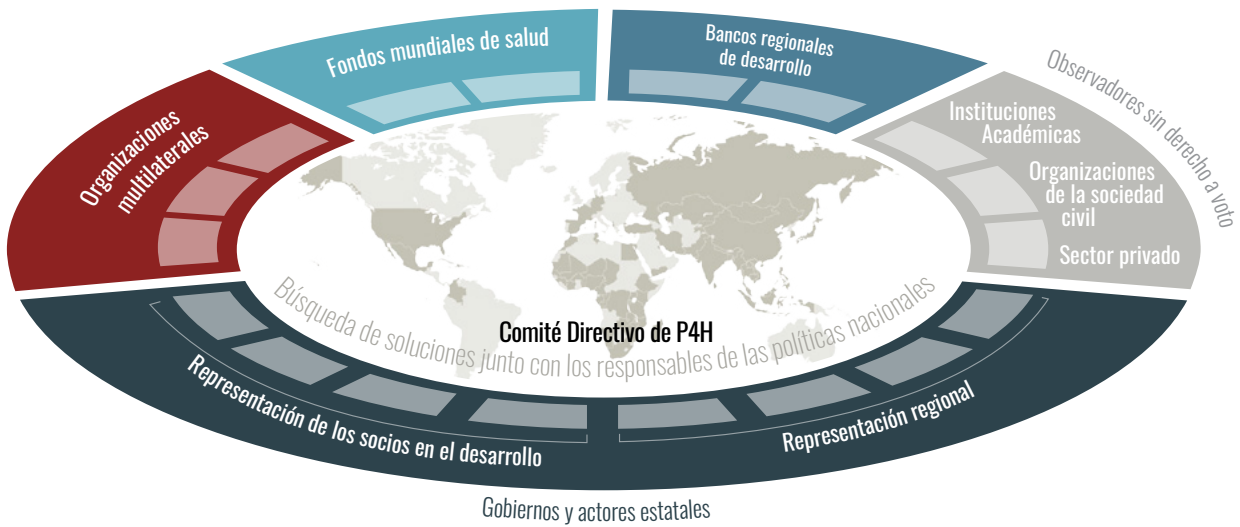 Fondos mundiales de salud
Bancos regionales
de desarrollo
Observadores sin derecho a voto
Organizaciones
multilaterales
Instituciones
Académicas
Organizaciones
de la sociedad
civil
Sector privado
Comité Directivo de P4H
Búsqueda de soluciones junto con los responsables de las políticas nacionales
Representación de los socios en el desarrollo
Representación regional
Gobiernos y actores estatales